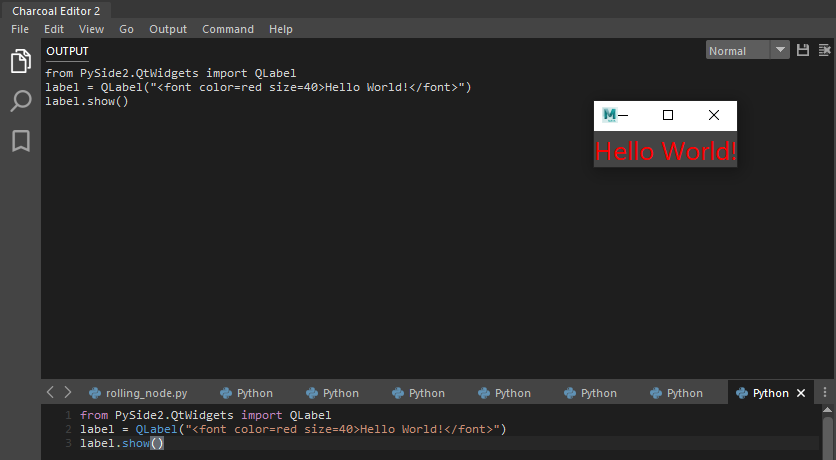 Charcoal Editor 2
File Edit View Go Output Command Help
OUTPUT
Normal
from PySide2.QtWidgets import QLabel
label = QLabel("<font color=red size=40>Hello World!</font>")
label.show()
M
Hello World!
rolling_node.py Python Python Python Python Python Python Python
1 from PySide2.QtWidgets import QLabel
2 label = QLabel("<font color=red size=40>Hello World!</font>")
3 label.show()